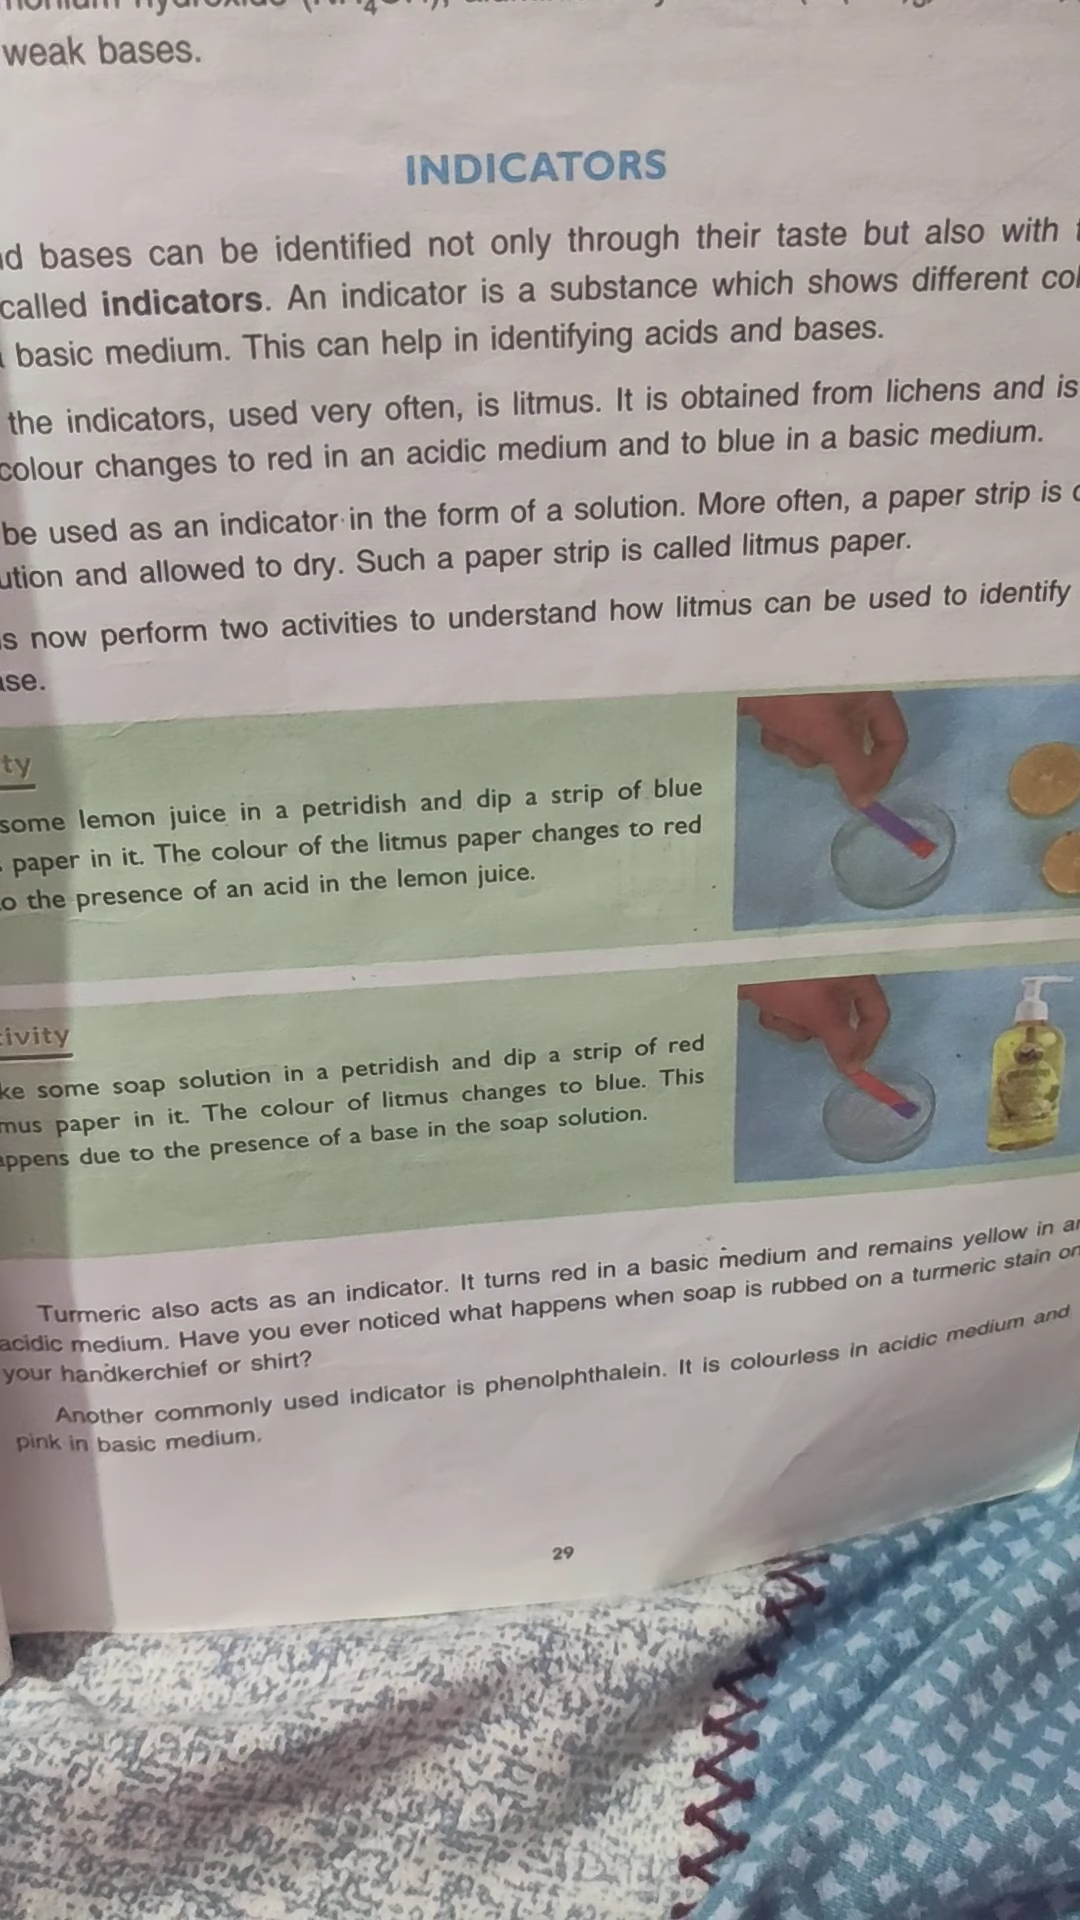 weak bases.
INDICATORS
bases can be identified not only through their taste but also with
called indicators. An indicator is a substance which shows different
basic medium. This can help in identifying acids and bases.
the indicators, used very often, is litmus. It is obtained from lichens and is
colour changes to red in an acidic medium and to blue in a basic medium.
be used as an indicator in the form of a solution. More often, a paper strip is
and allowed to dry. Such a paper strip is called litmus paper.
now perform two activities to understand how litmus can be used to identify
some lemon juice in a petridish and dip a strip of blue
paper in it. The colour of the litmus paper changes to red
the presence of an acid in the lemon juice.
some soap solution in a petridish and dip a strip of red
paper in it. The colour of litmus changes to blue. This
due to the presence of a base in the soap solution.
Turmeric also acts as an indicator. It turns red in a basic medium and remains yellow in
acidic medium. Have you ever noticed what happens when soap is rubbed on a turmeric stain on
your handkerchief or shirt?
Another commonly used indicator is phenolphthalein. It is colourless in acidic medium and
pink in basic medium.
29